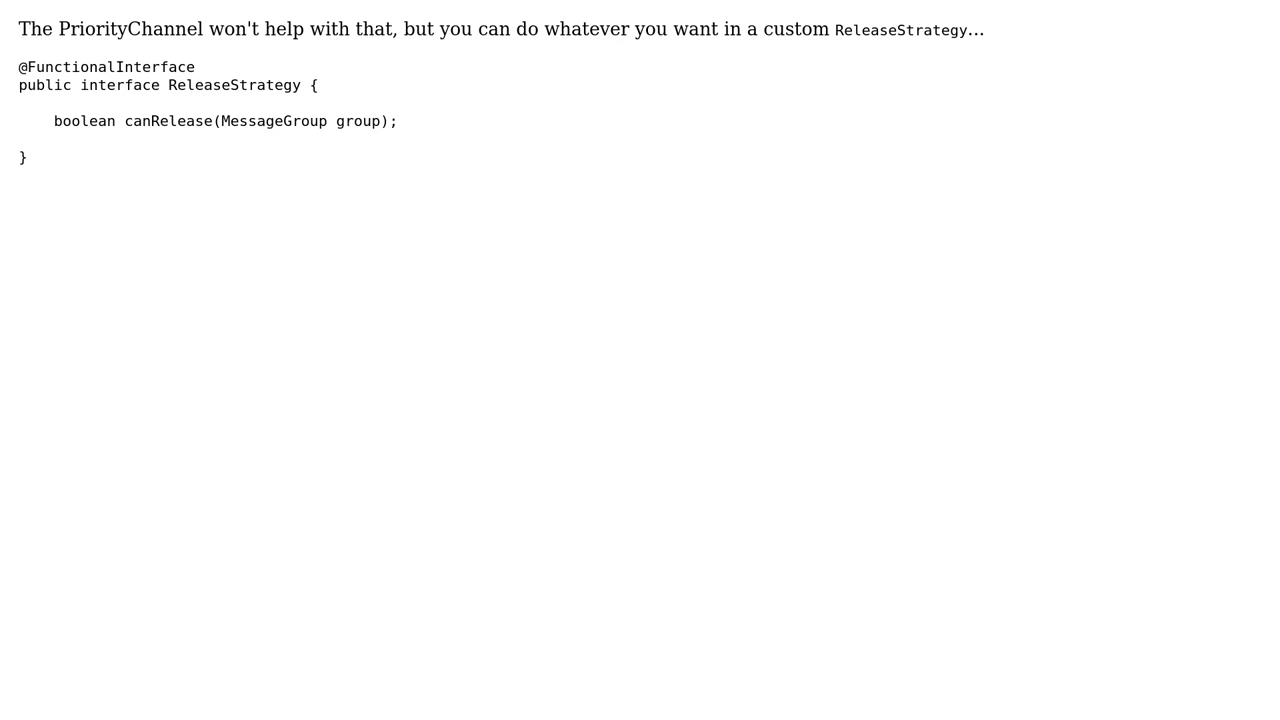 The PriorityChannel won't help with that, but you can do whatever you want in a custom ReleaseStrategy...
@FunctionalInterface
public interface ReleaseStrategy {
    boolean canRelease(MessageGroup group);
}